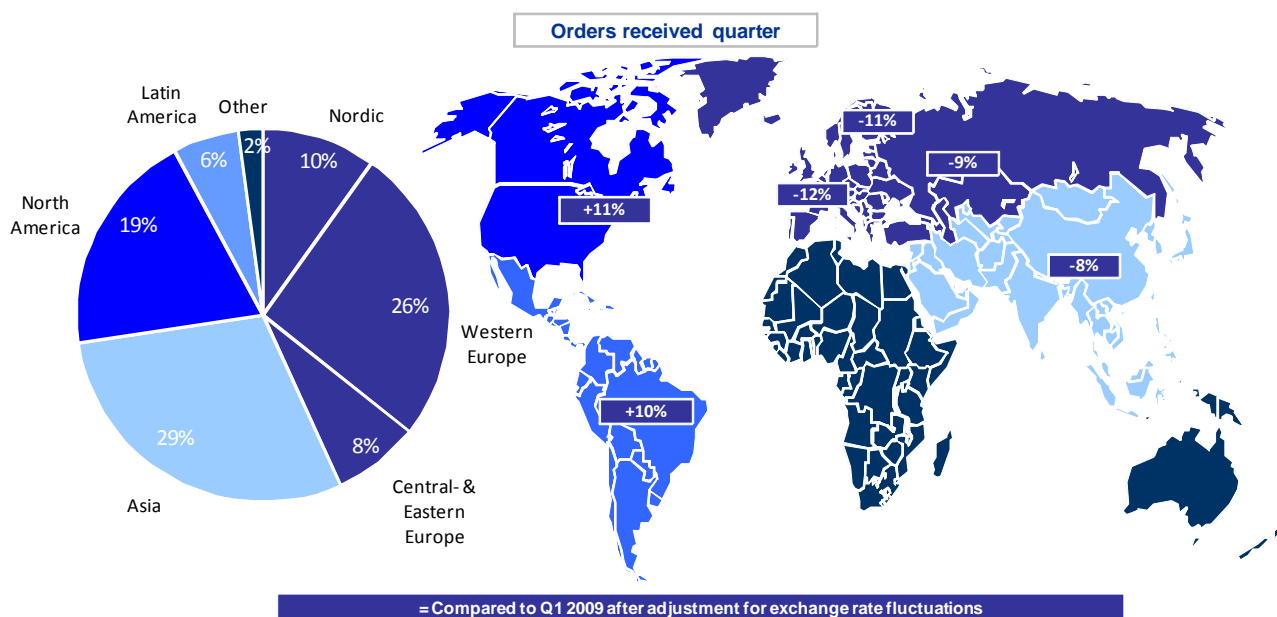 Orders received quarter
Latin
America
Other
Nordic
North
America
2%
10%
6%
19%
26%
29%
8%
Western
Europe
Asia
Central- &
Eastern
Europe
-11%
-9%
-12%
+11%
-8%
+10%
= Compared to Q1 2009 after adjustment for exchange rate fluctuations